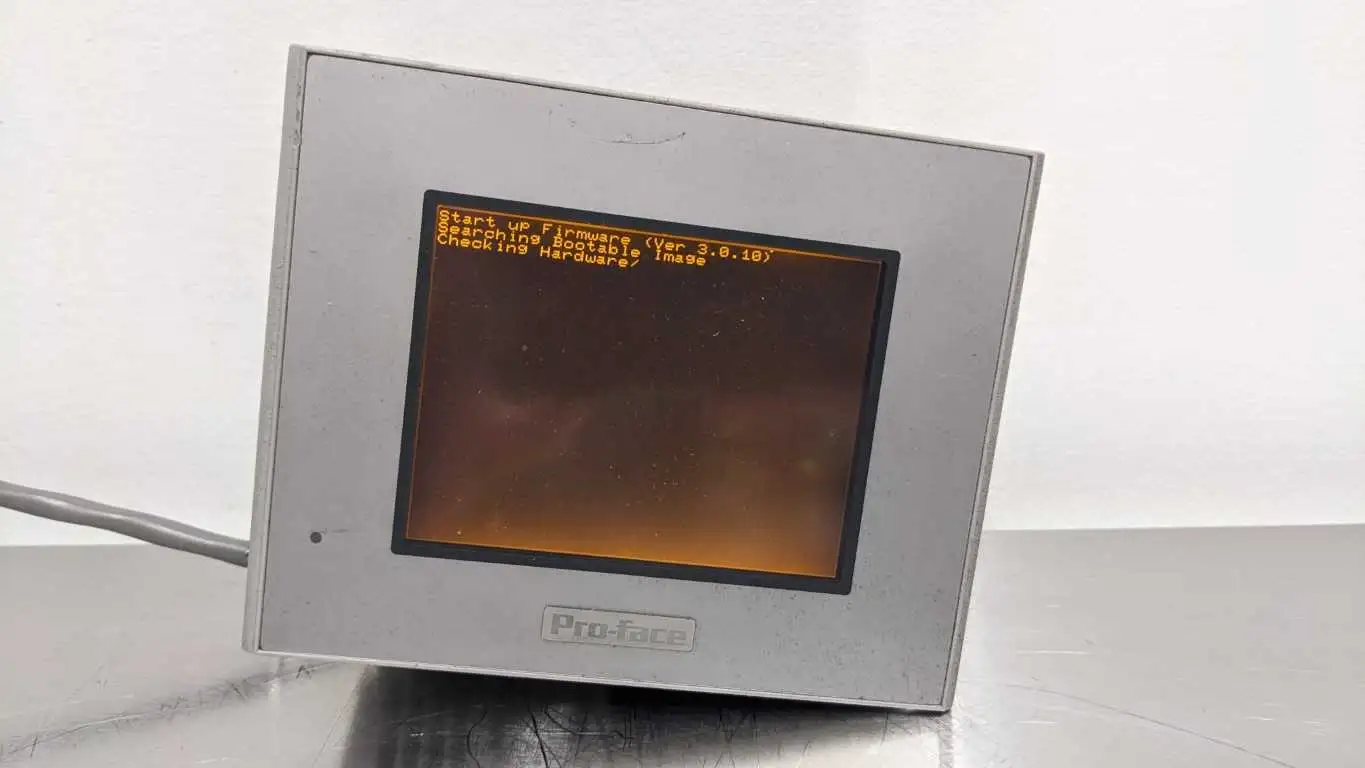 Start up Firmware (Ver 3.0.10)
Searching Bootable Image
Checking Hardware/
Pro-face